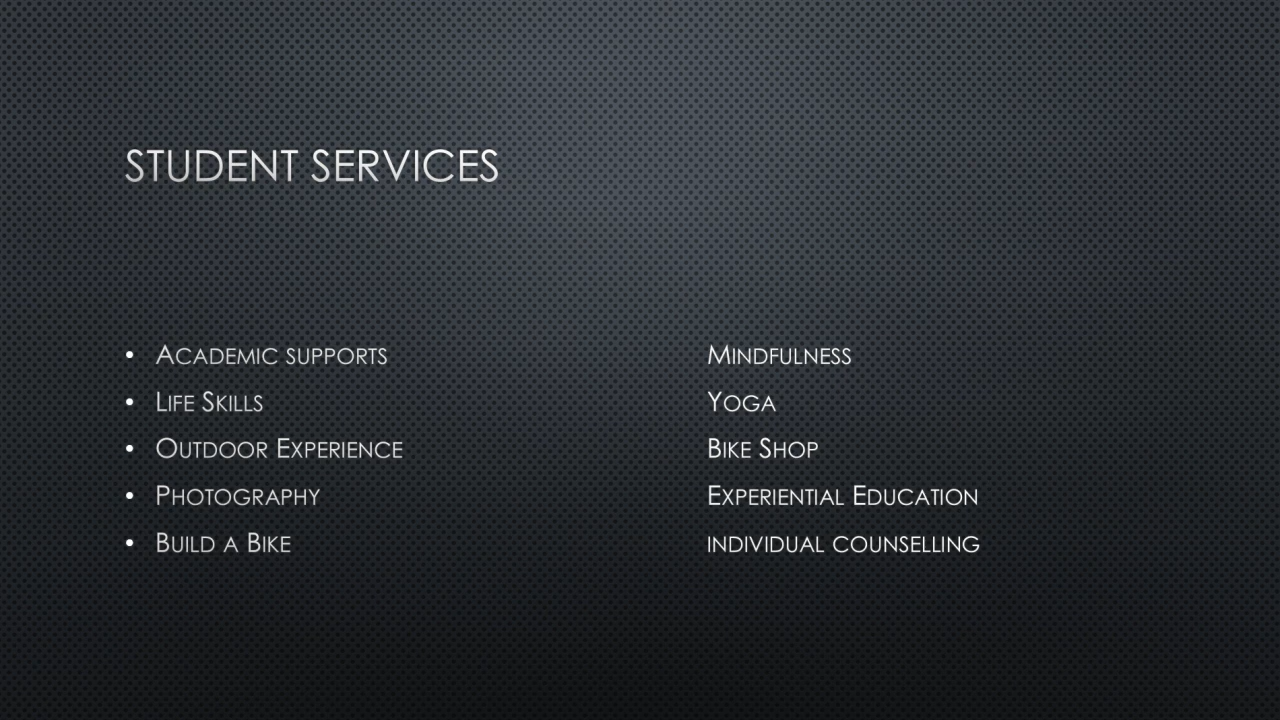 STUDENT SERVICES
• ACADEMIC SUPPORTS
• LIFE SKILLS
• OUTDOOR EXPERIENCE
• PHOTOGRAPHY
• BUILD A BIKE
MINDFULNESS
YOGA
BIKE SHOP
EXPERIENTIAL EDUCATION
INDIVIDUAL COUNSELLING